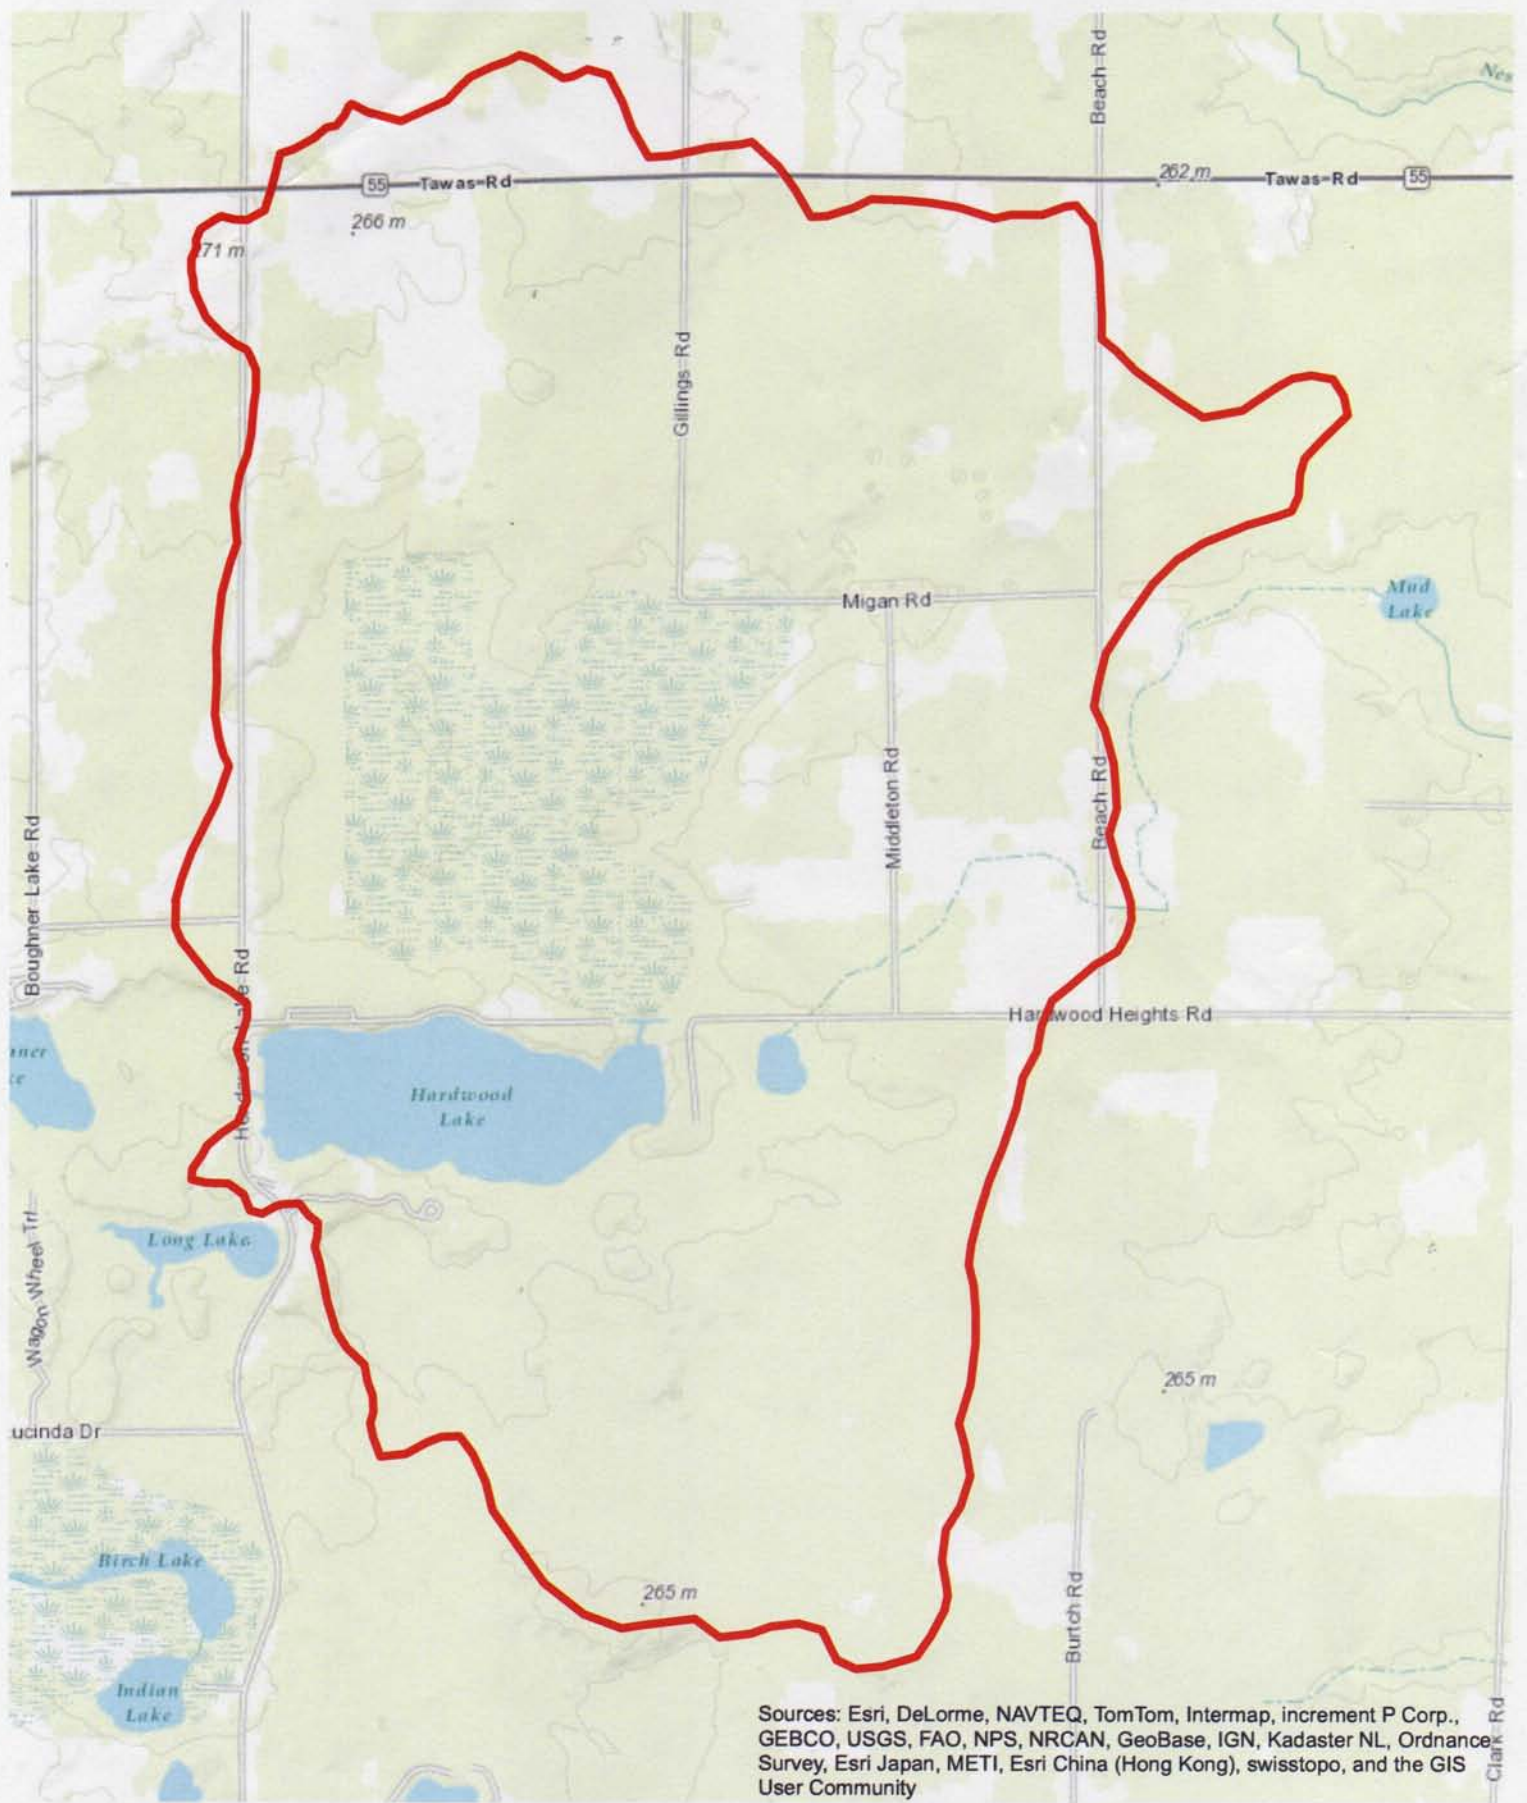 Beach Rd
Nes
262 m
55
Tawas Rd
Tawas Rd
55
266 m
71 m
Gillings Rd
Mud
Lake
Migan Rd
Middleton Rd
Beach Rd
Boughner Lake Rd
Hardwood Heights Rd
ner
Hardwood
Lake
Long Lake
Wagon Wheel Trl
265 m
ucinda Dr
Birch Lake
265 m
Burtch Rd
Indian
Lake
Clark Rd
Sources: Esri, DeLorme, NAVTEQ, TomTom, Intermap, increment P Corp.,
GEBCO, USGS, FAO, NPS, NRCAN, GeoBase, IGN, Kadaster NL, Ordnance
Survey, Esri Japan, METI, Esri China (Hong Kong), swisstopo, and the GIS
User Community